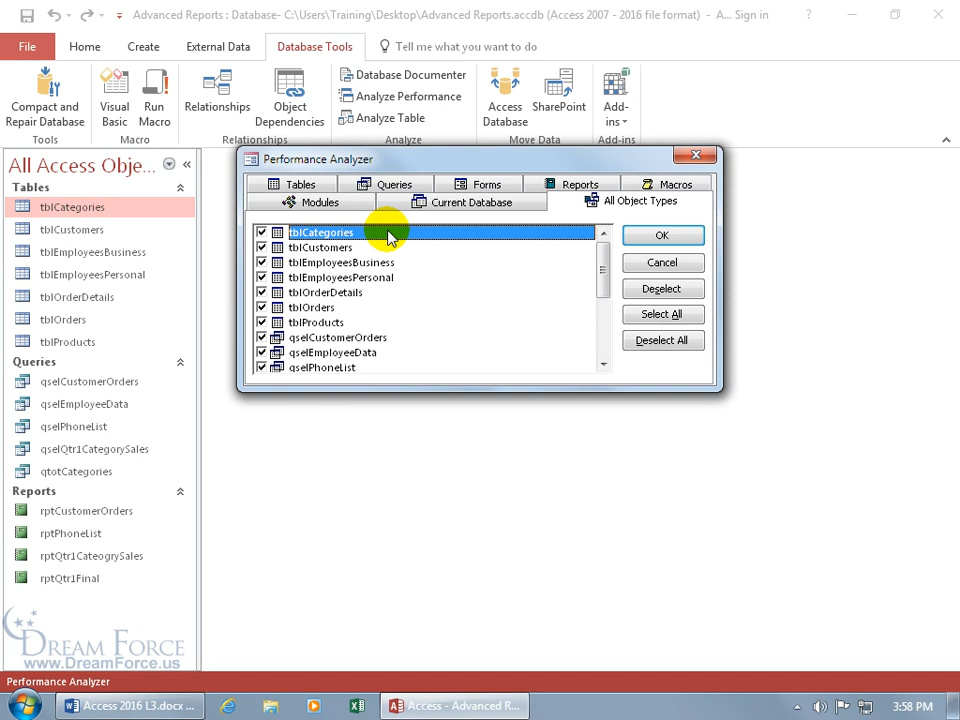 Advanced Reports : Database- C:\Users\Training\Desktop\Advanced Reports.accdb (Access 2007 - 2016 file format) - A... Sign in ?
File Home Create External Data Database Tools Tell me what you want to do
Compact and Repair Database
Tools
Visual Basic
Run Macro
Macro
Relationships
Object Dependencies
Relationships
Database Documenter
Analyze Performance
Analyze Table
Analyze
Access Database
SharePoint
Move Data
Add-ins
Add-ins
All Access Obje... «
Tables
tblCategories
tblCustomers
tblEmployeesBusiness
tblEmployeesPersonal
tblOrderDetails
tblOrders
tblProducts
Queries
qselCustomerOrders
qselEmployeeData
qselPhoneList
qselQtr1CategorySales
qtotCategories
Reports
rptCustomerOrders
rptPhoneList
rptQtr1CateogrySales
rptQtr1Final
DREAM FORCE
www.DreamForce.us
Performance Analyzer
Tables Queries Forms Reports Macros
Modules Current Database All Object Types
tblCategories
tblCustomers
tblEmployeesBusiness
tblEmployeesPersonal
tblOrderDetails
tblOrders
tblProducts
qselCustomerOrders
qselEmployeeData
qselPhoneList
OK
Cancel
Deselect
Select All
Deselect All
Performance Analyzer
Access 2016 L3.docx ... Access - Advanced R... 3:58 PM